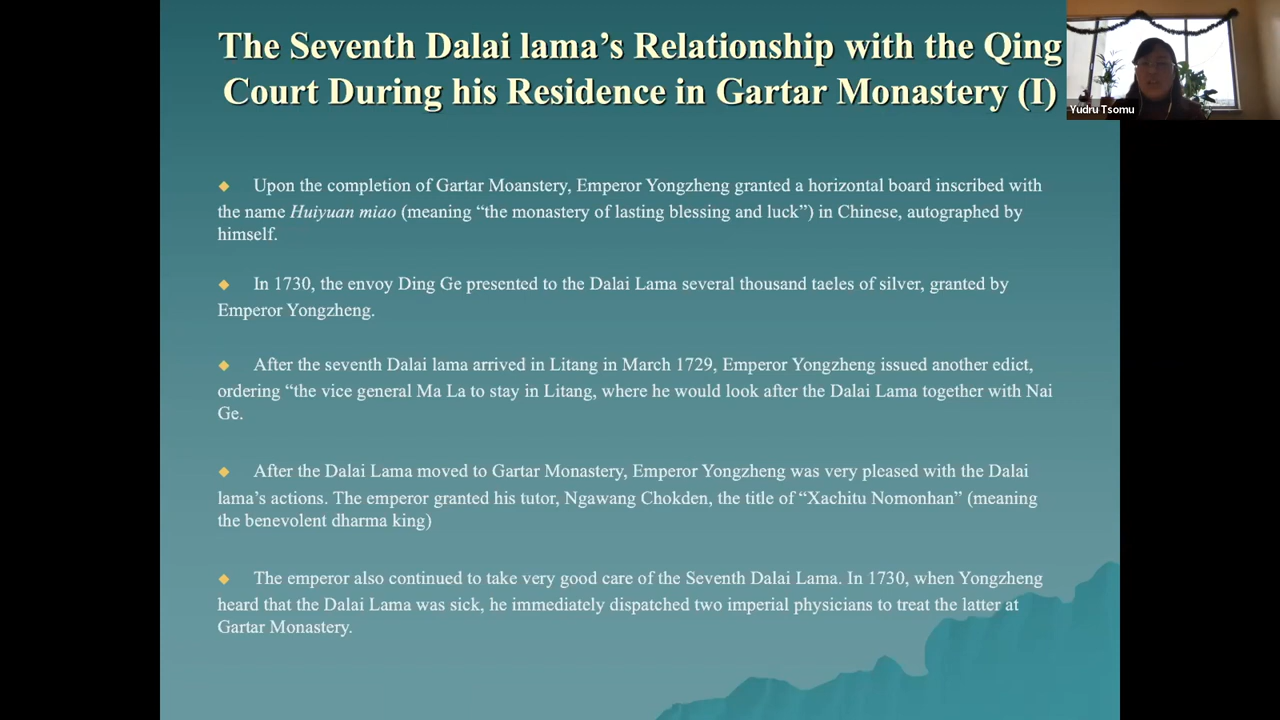 The Seventh Dalai lama’s Relationship with the Qing
Court During his Residence in Gartar Monastery (I)
Yudru Tsomu
◆ Upon the completion of Gartar Moanstery, Emperor Yongzheng granted a horizontal board inscribed with
the name Huiyuan miao (meaning “the monastery of lasting blessing and luck”) in Chinese, autographed by
himself.
◆ In 1730, the envoy Ding Ge presented to the Dalai Lama several thousand taeles of silver, granted by
Emperor Yongzheng.
◆ After the seventh Dalai lama arrived in Litang in March 1729, Emperor Yongzheng issued another edict,
ordering “the vice general Ma La to stay in Litang, where he would look after the Dalai Lama together with Nai
Ge.
◆ After the Dalai Lama moved to Gartar Monastery, Emperor Yongzheng was very pleased with the Dalai
lama’s actions. The emperor granted his tutor, Ngawang Chokden, the title of “Xachitu Nomonhan” (meaning
the benevolent dharma king)
◆ The emperor also continued to take very good care of the Seventh Dalai Lama. In 1730, when Yongzheng
heard that the Dalai Lama was sick, he immediately dispatched two imperial physicians to treat the latter at
Gartar Monastery.